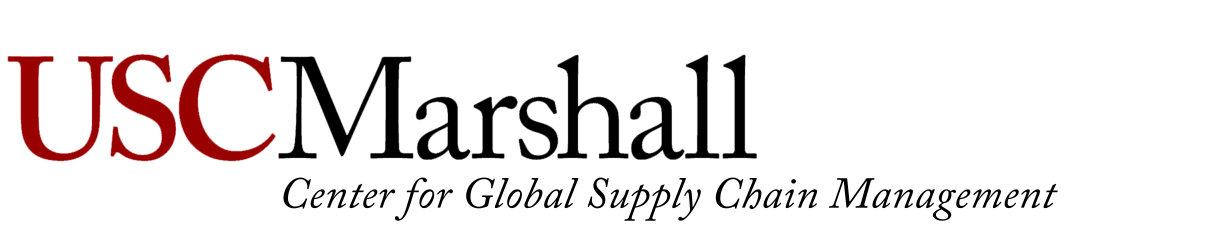 USCMarshall
Center for Global Supply Chain Management